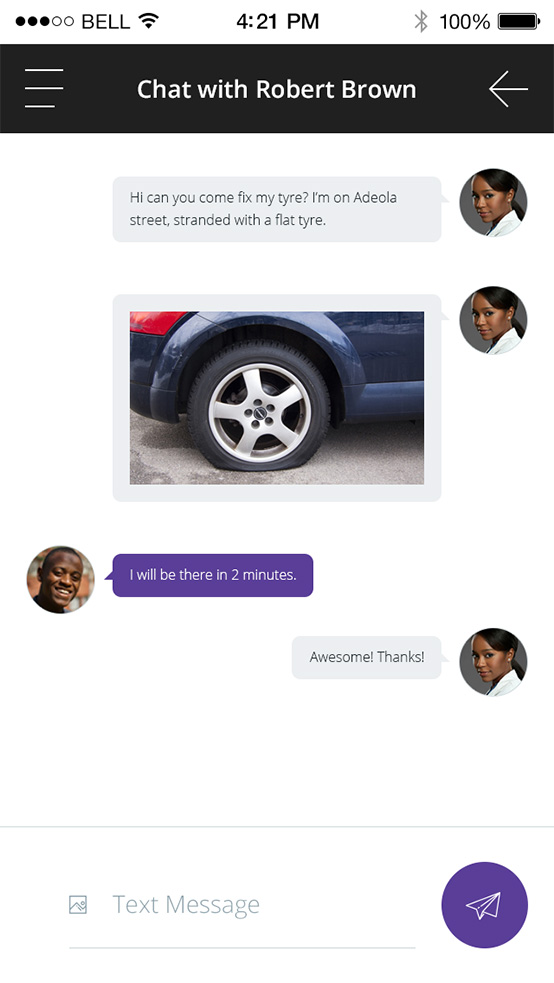 BELL 4:21 PM 100%
Chat with Robert Brown
Hi can you come fix my tyre? I'm on Adeola
street, stranded with a flat tyre.
I will be there in 2 minutes.
Awesome! Thanks!
Text Message